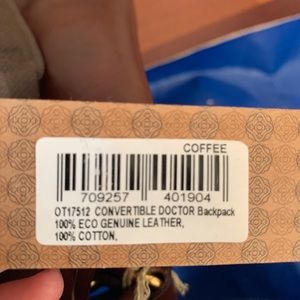 COFFEE
709257 401904
OT17512 CONVERTIBLE DOCTOR Backpack
100% ECO GENUINE LEATHER,
100% COTTON,